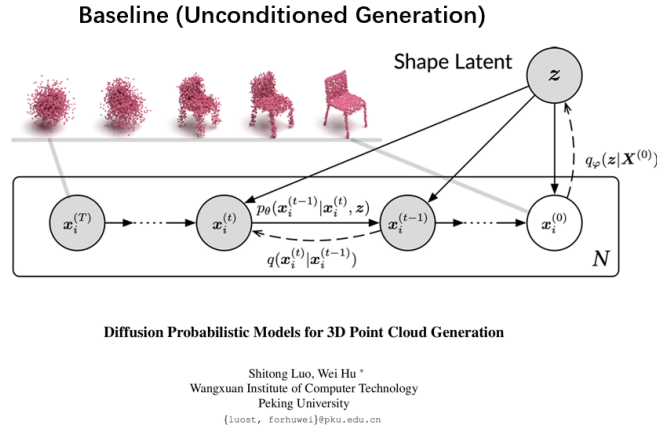 Baseline (Unconditioned Generation)
Shape Latent
z
q_φ(z|X^(0))
x_i^(T)
x_i^(t)
p_θ(x_i^(t-1)|x_i^(t), z)
x_i^(t-1)
x_i^(0)
q(x_i^(t)|x_i^(t-1))
N
Diffusion Probabilistic Models for 3D Point Cloud Generation
Shitong Luo, Wei Hu *
Wangxuan Institute of Computer Technology
Peking University
{luost, forhuwei}@pku.edu.cn